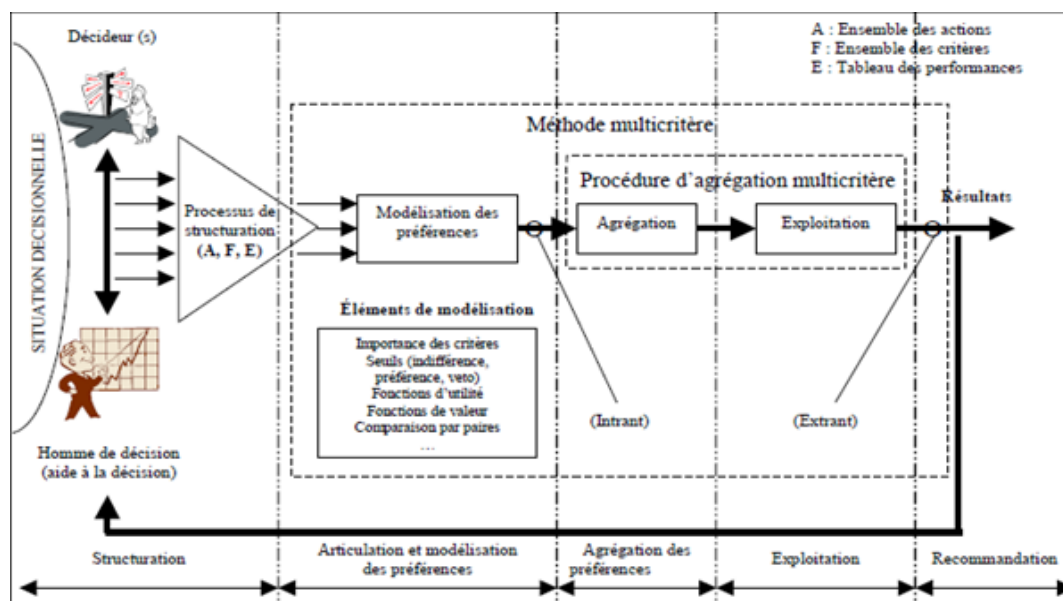 Décideur (s)
A : Ensemble des actions
F : Ensemble des critères
E : Tableau des performances
SITUATION DECISIONNELLE
Méthode multicritère
Procédure d'agrégation multicritère
Résultats
Processus de
structuration
(A, F, E)
Modélisation des
préférences
Agrégation
Exploitation
Éléments de modélisation
Importance des critères
Seuils (indifférence,
préférence, veto)
Fonctions d'utilité
Fonctions de valeur
Comparaison par paires
…
(Intrant)
(Extrant)
Homme de décision
(aide à la décision)
Structuration
Articulation et modélisation
des préférences
Agrégation des
préférences
Exploitation
Recommandation